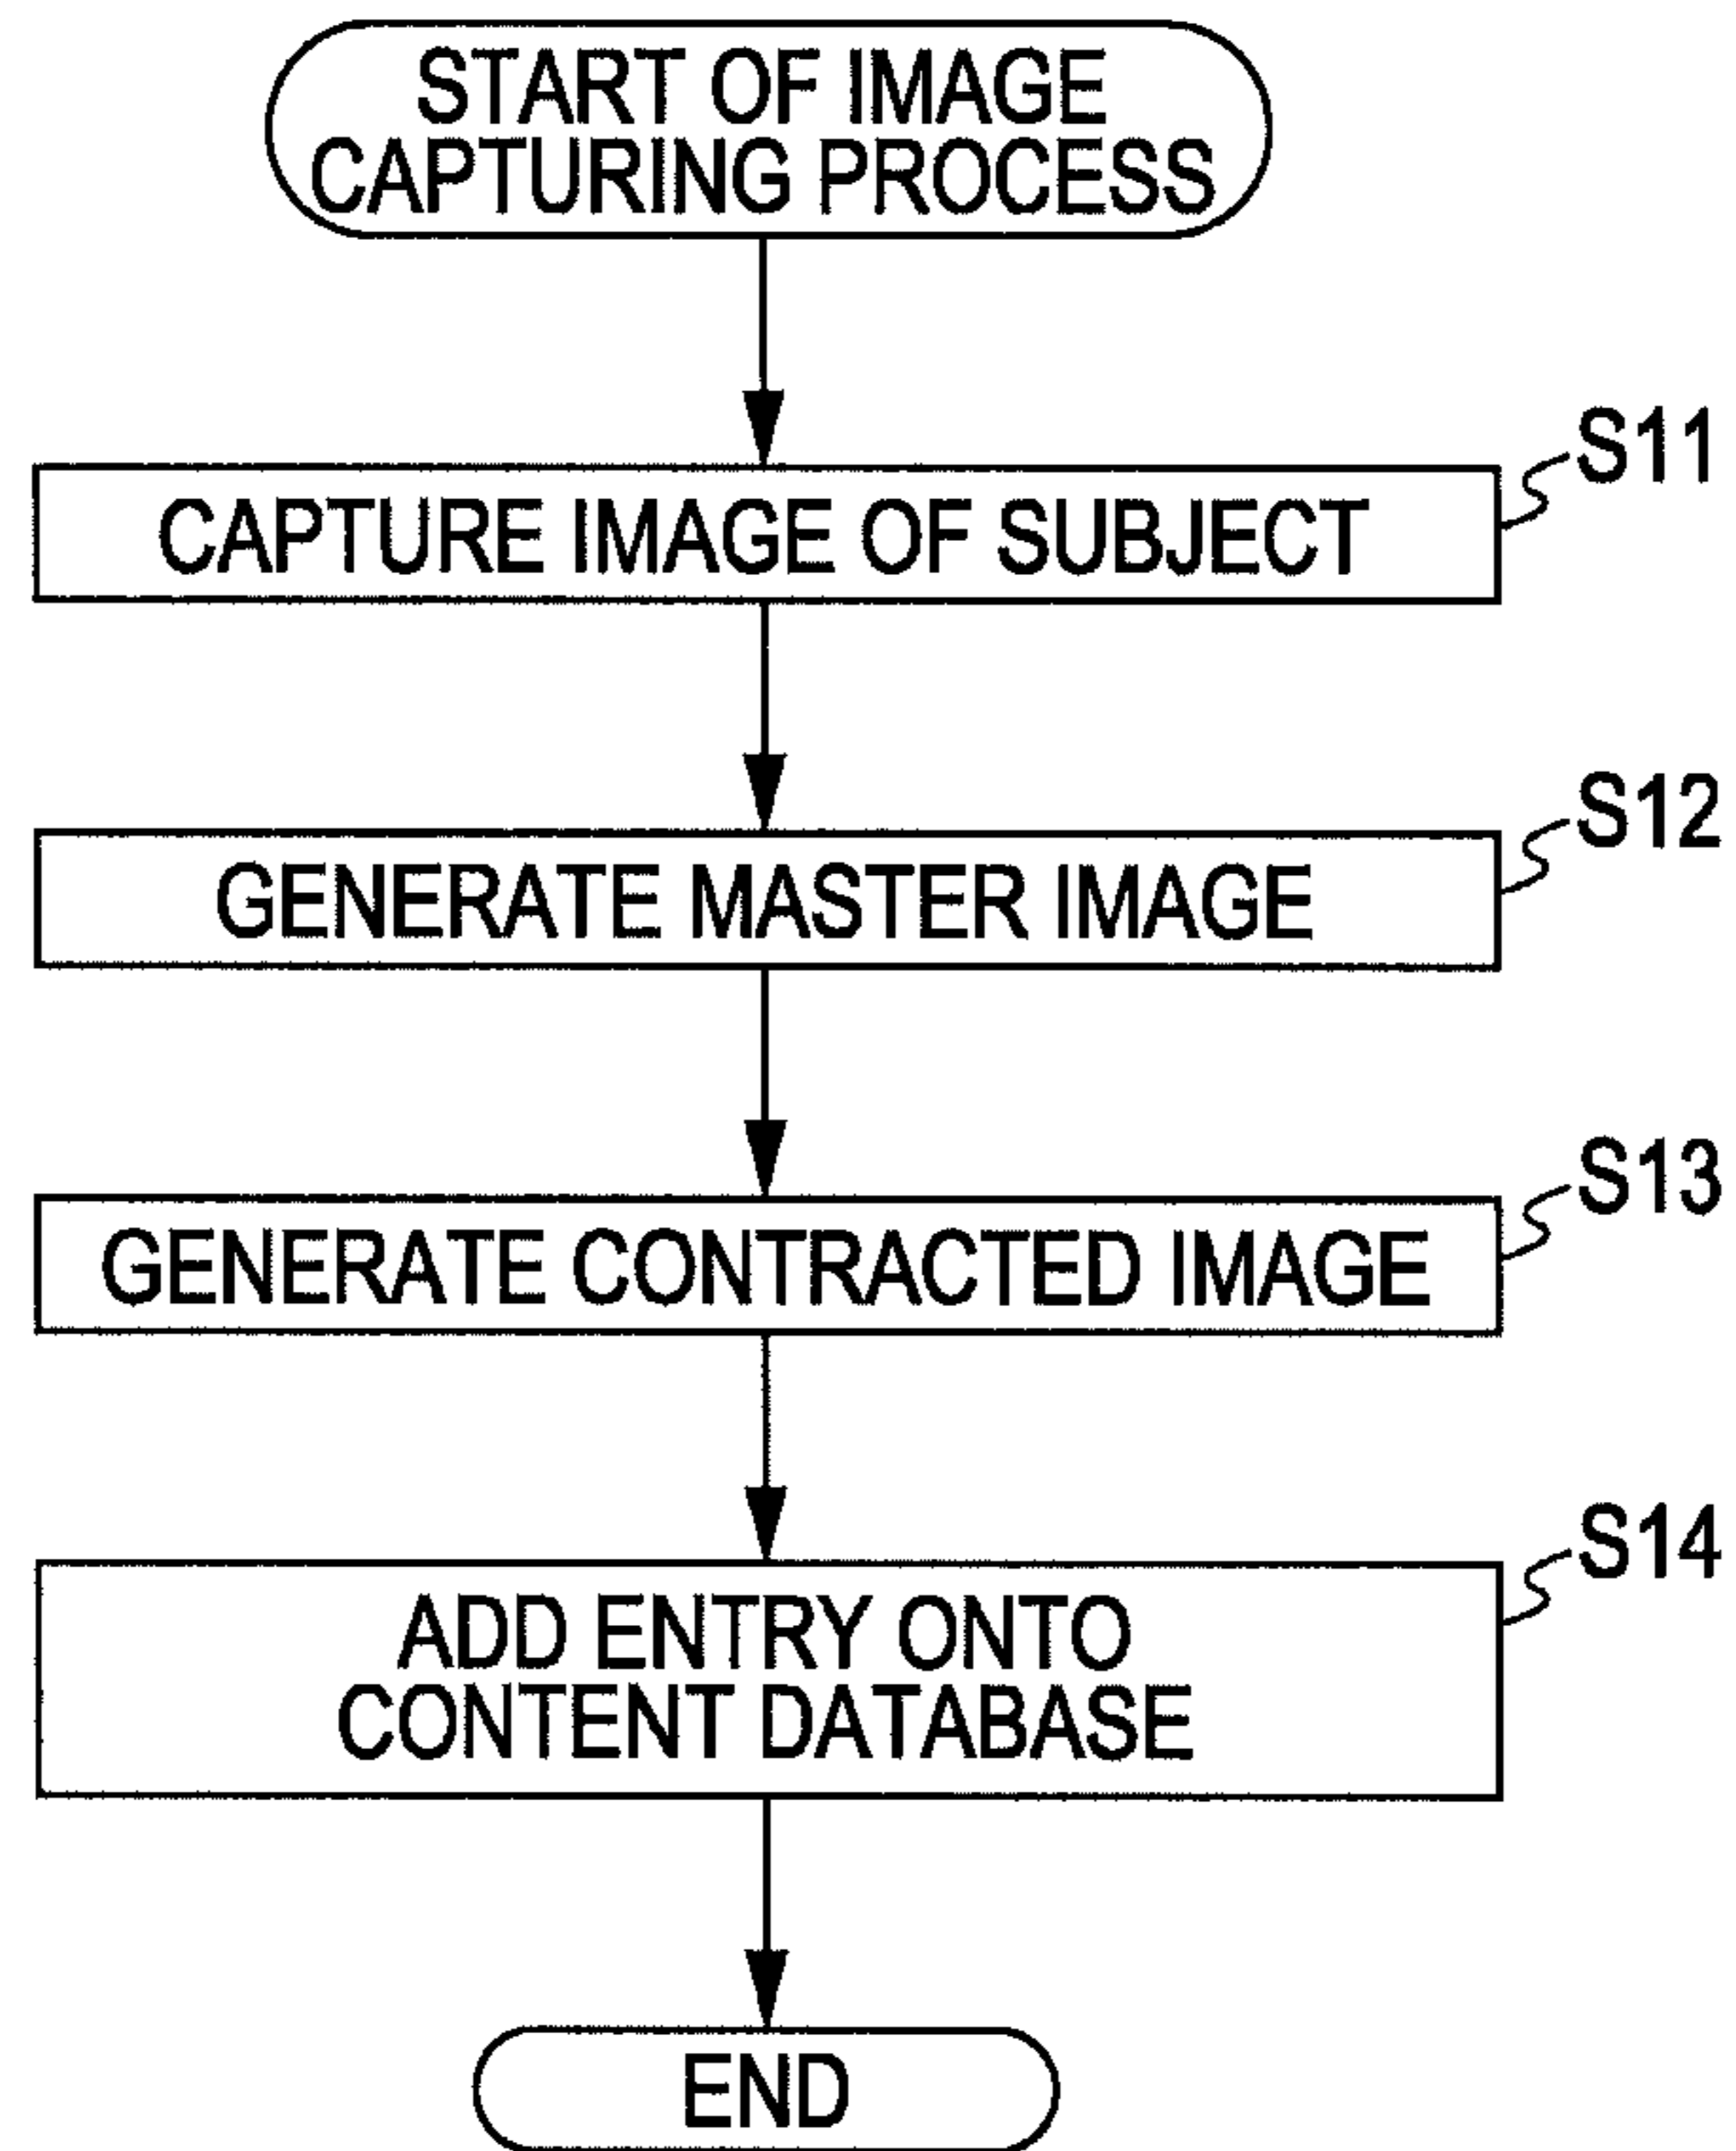 START OF IMAGE
CAPTURING PROCESS
S11
CAPTURE IMAGE OF SUBJECT
S12
GENERATE MASTER IMAGE
S13
GENERATE CONTRACTED IMAGE
S14
ADD ENTRY ONTO
CONTENT DATABASE
END